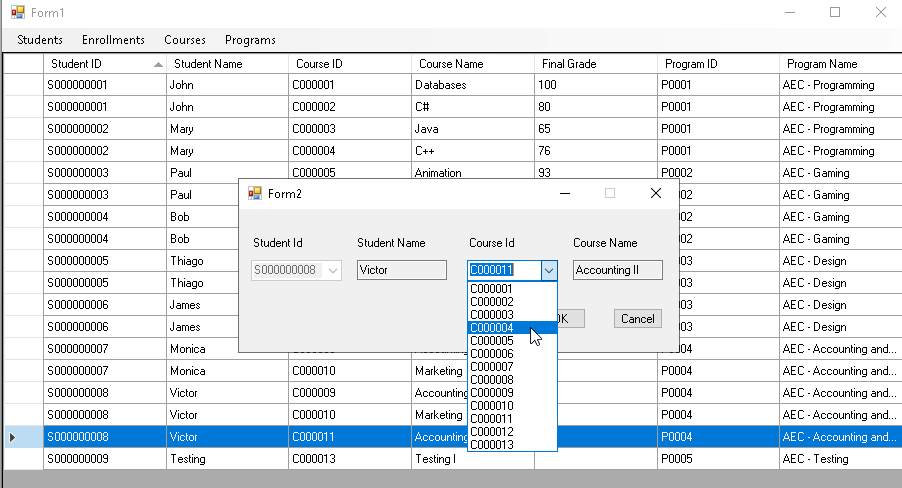 Form1
Students Enrollments Courses Programs
Student ID Student Name Course ID Course Name Final Grade Program ID Program Name
S000000001 John C000001 Databases 100 P0001 AEC - Programming
S000000001 John C000002 C# 80 P0001 AEC - Programming
S000000002 Mary C000003 Java 65 P0001 AEC - Programming
S000000002 Mary C000004 C++ 76 P0001 AEC - Programming
S000000003 Paul C000005 Animation 93 P0002 AEC - Gaming
S000000003 Paul 02 AEC - Gaming
S000000004 Bob 02 AEC - Gaming
S000000004 Bob 02 AEC - Gaming
S000000005 Thiago 03 AEC - Design
S000000005 Thiago 03 AEC - Design
S000000006 James 03 AEC - Design
S000000006 James 03 AEC - Design
S000000007 Monica P0004 AEC - Accounting and...
S000000007 Monica C000010 Marketing P0004 AEC - Accounting and...
S000000008 Victor C000009 Accounting P0004 AEC - Accounting and...
S000000008 Victor C000010 Marketing P0004 AEC - Accounting and...
S000000008 Victor C000011 Accounting P0004 AEC - Accounting and...
S000000009 Testing C000013 Testing I P0005 AEC - Testing
Form2
Student Id Student Name Course Id Course Name
S000000008 Victor C000011 Accounting II
C000001
C000002
C000003
C000004
C000005
C000006
C000007
C000008
C000009
C000010
C000011
C000012
C000013
OK Cancel